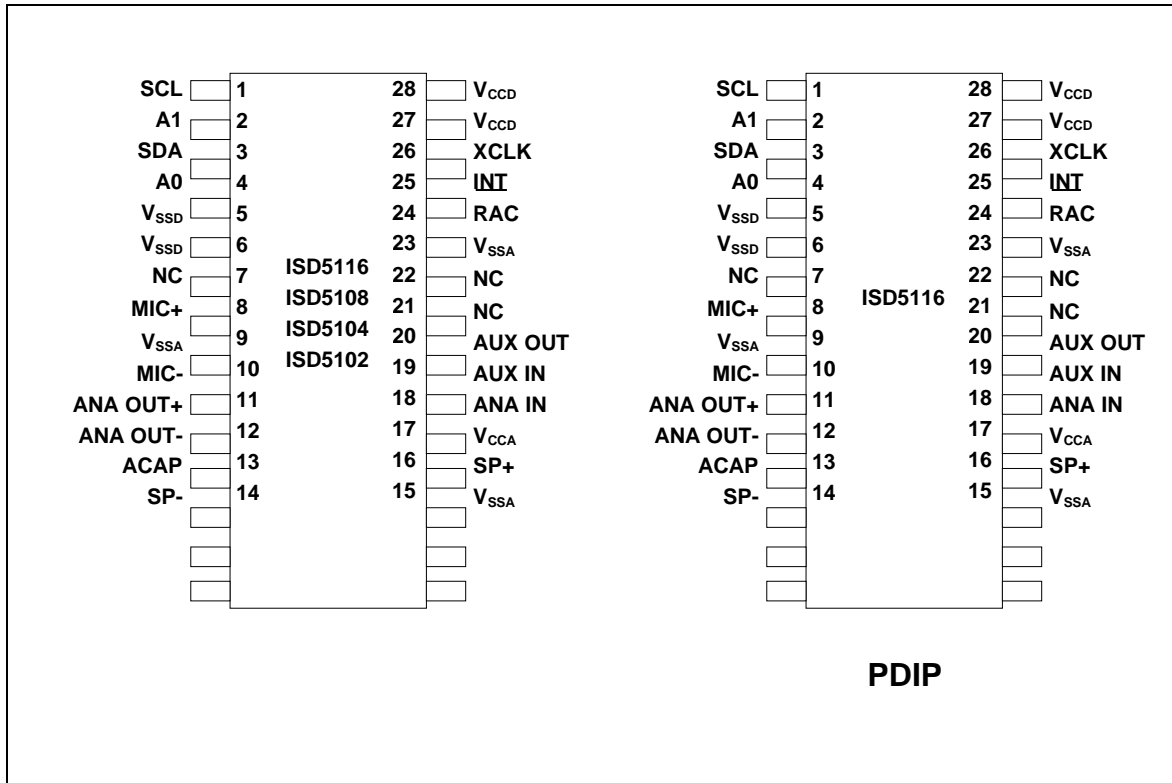 SCL 1 28 VCCD
A1 2 27 VCCD
SDA 3 26 XCLK
A0 4 25 INT
VSSD 5 24 RAC
VSSD 6 23 VSSA
NC 7 22 NC
MIC+ 8 21 NC
VSSA 9 20 AUX OUT
MIC- 10 19 AUX IN
ANA OUT+ 11 18 ANA IN
ANA OUT- 12 17 VCCA
ACAP 13 16 SP+
SP- 14 15 VSSA
ISD5116
ISD5108
ISD5104
ISD5102
SCL 1 28 VCCD
A1 2 27 VCCD
SDA 3 26 XCLK
A0 4 25 INT
VSSD 5 24 RAC
VSSD 6 23 VSSA
NC 7 22 NC
MIC+ 8 21 NC
VSSA 9 20 AUX OUT
MIC- 10 19 AUX IN
ANA OUT+ 11 18 ANA IN
ANA OUT- 12 17 VCCA
ACAP 13 16 SP+
SP- 14 15 VSSA
ISD5116
PDIP